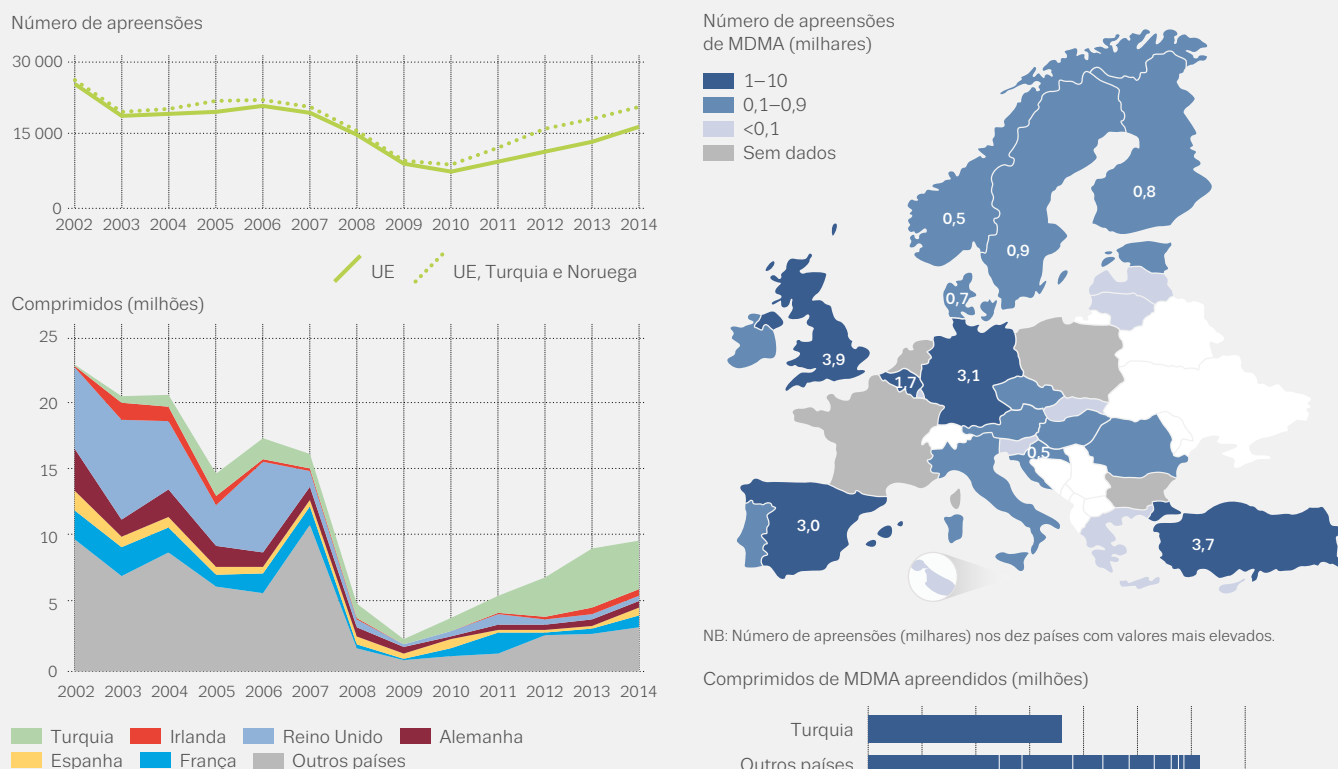 Número de apreensões
30 000
15 000
0
2002 2003 2004 2005 2006 2007 2008 2009 2010 2011 2012 2013 2014
UE
UE, Turquia e Noruega
Comprimidos (milhões)
25
20
15
10
5
0
2002 2003 2004 2005 2006 2007 2008 2009 2010 2011 2012 2013 2014
Turquia Irlanda Reino Unido Alemanha
Espanha França Outros países
Número de apreensões
de MDMA (milhares)
1–10
0,1–0,9
<0,1
Sem dados
0,8
0,5
0,9
0,7
3,9
3,1
1,7
0,5
3,0
3,7
NB: Número de apreensões (milhares) nos dez países com valores mais elevados.
Comprimidos de MDMA apreendidos (milhões)
Turquia
Outros países